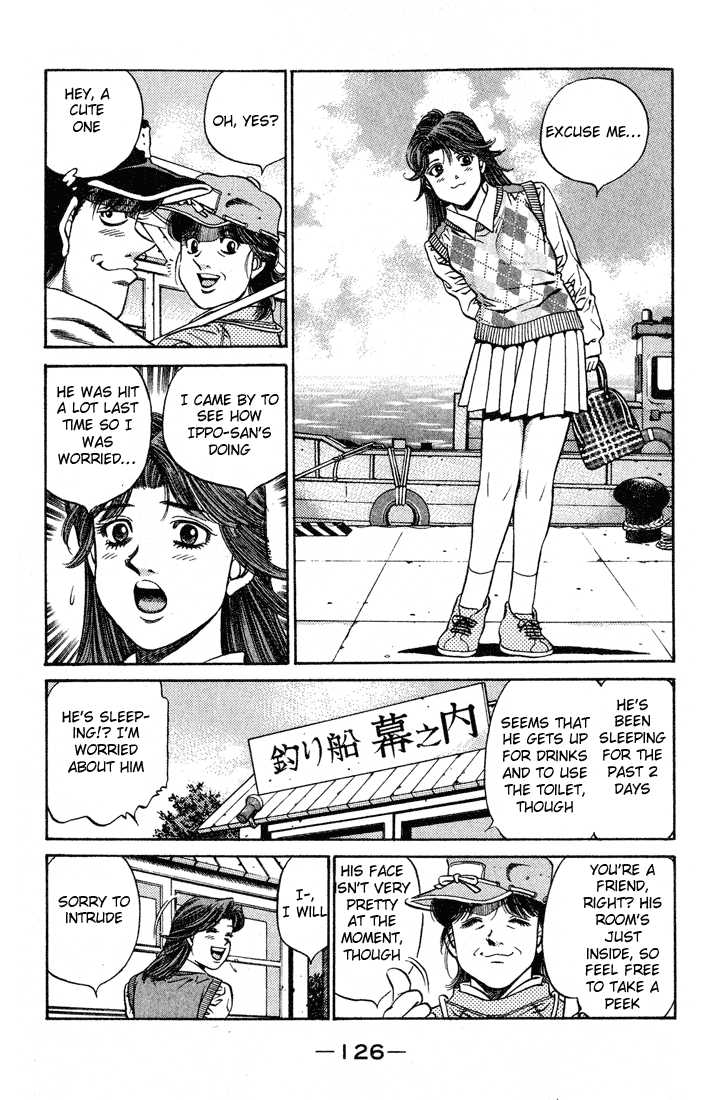 EXCUSE ME...
OH, YES?
HEY, A
CUTE
ONE
I CAME BY TO
SEE HOW
IPPO-SAN'S
DOING
HE WAS HIT
A LOT LAST
TIME SO I
WAS
WORRIED...
HE'S
BEEN
SLEEPING
FOR THE
PAST 2
DAYS
SEEMS THAT
HE GETS UP
FOR DRINKS
AND TO USE
THE TOILET,
THOUGH
釣り船 幕之内
HE'S SLEEP-
ING!? I'M
WORRIED
ABOUT HIM
YOU'RE A
FRIEND,
RIGHT? HIS
ROOM'S
JUST
INSIDE, SO
FEEL FREE
TO TAKE A
PEEK
HIS FACE
ISN'T VERY
PRETTY
AT THE
MOMENT,
THOUGH
I-,
I WILL
SORRY TO
INTRUDE
—126—